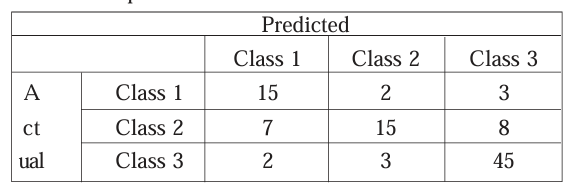 Predicted
Class 1 Class 2 Class 3
A Class 1 15 2 3
ct Class 2 7 15 8
ual Class 3 2 3 45